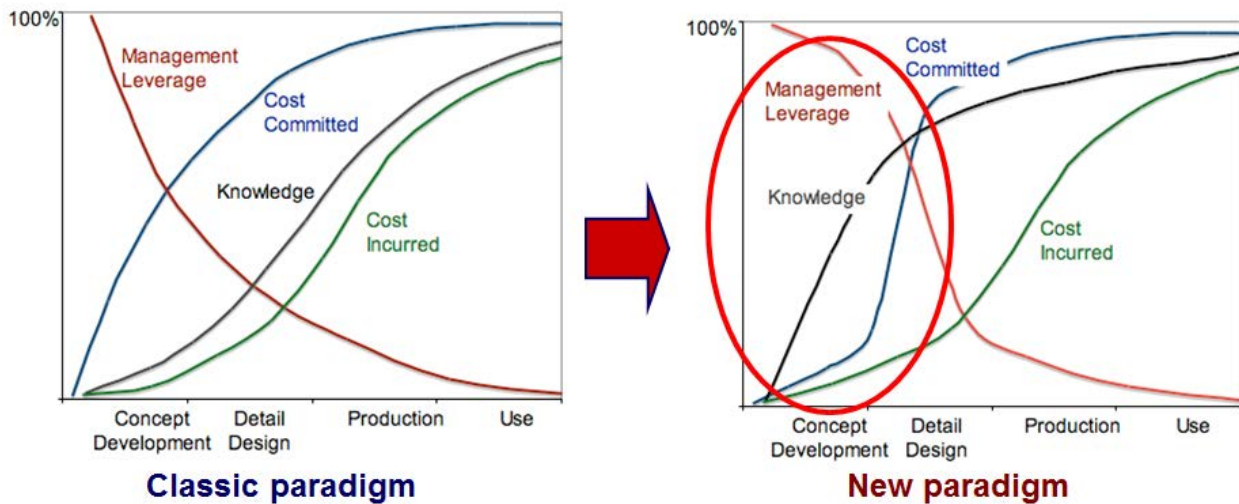 100%
Management
Leverage
Cost
Committed
Knowledge
Cost
Incurred
Concept
Development
Detail
Design
Production
Use
Classic paradigm
100%
Cost
Committed
Management
Leverage
Knowledge
Cost
Incurred
Concept
Development
Detail
Design
Production
Use
New paradigm